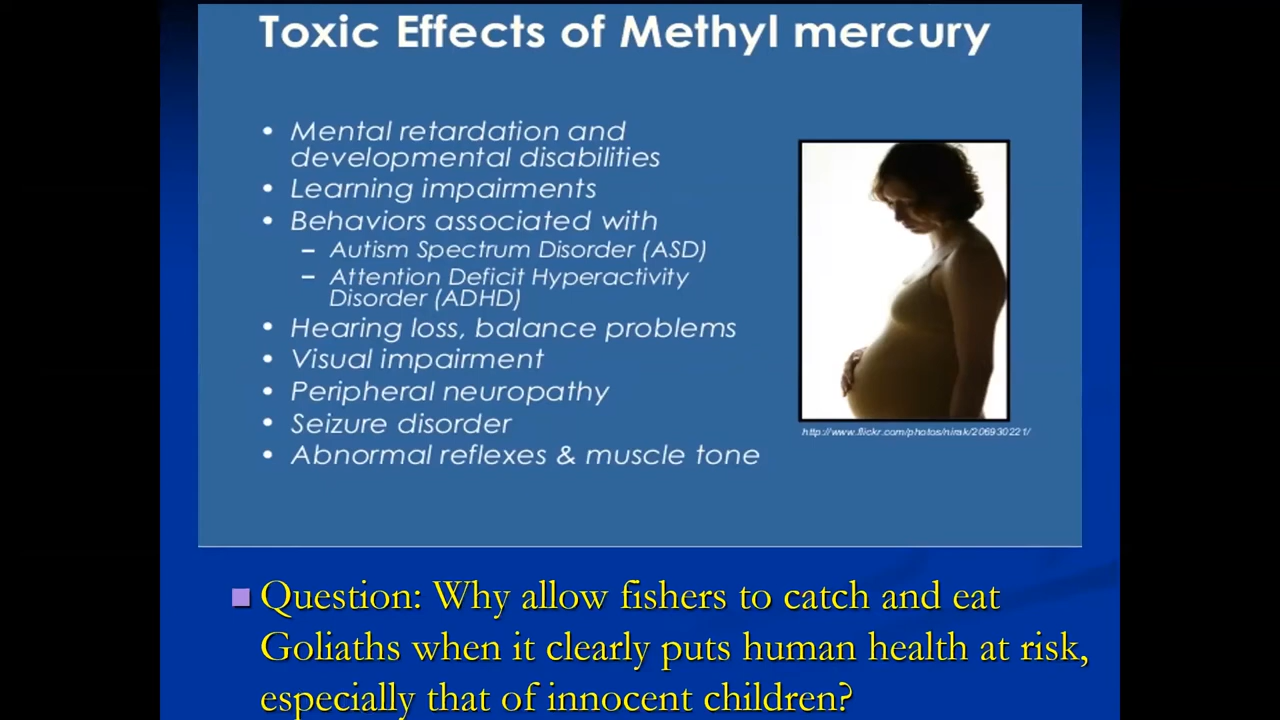 Toxic Effects of Methyl mercury
• Mental retardation and
developmental disabilities
• Learning impairments
• Behaviors associated with
– Autism Spectrum Disorder (ASD)
– Attention Deficit Hyperactivity
Disorder (ADHD)
• Hearing loss, balance problems
• Visual impairment
• Peripheral neuropathy
• Seizure disorder
• Abnormal reflexes & muscle tone
http://www.flickr.com/photos/nirak/206930221/
■ Question: Why allow fishers to catch and eat
Goliaths when it clearly puts human health at risk,
especially that of innocent children?